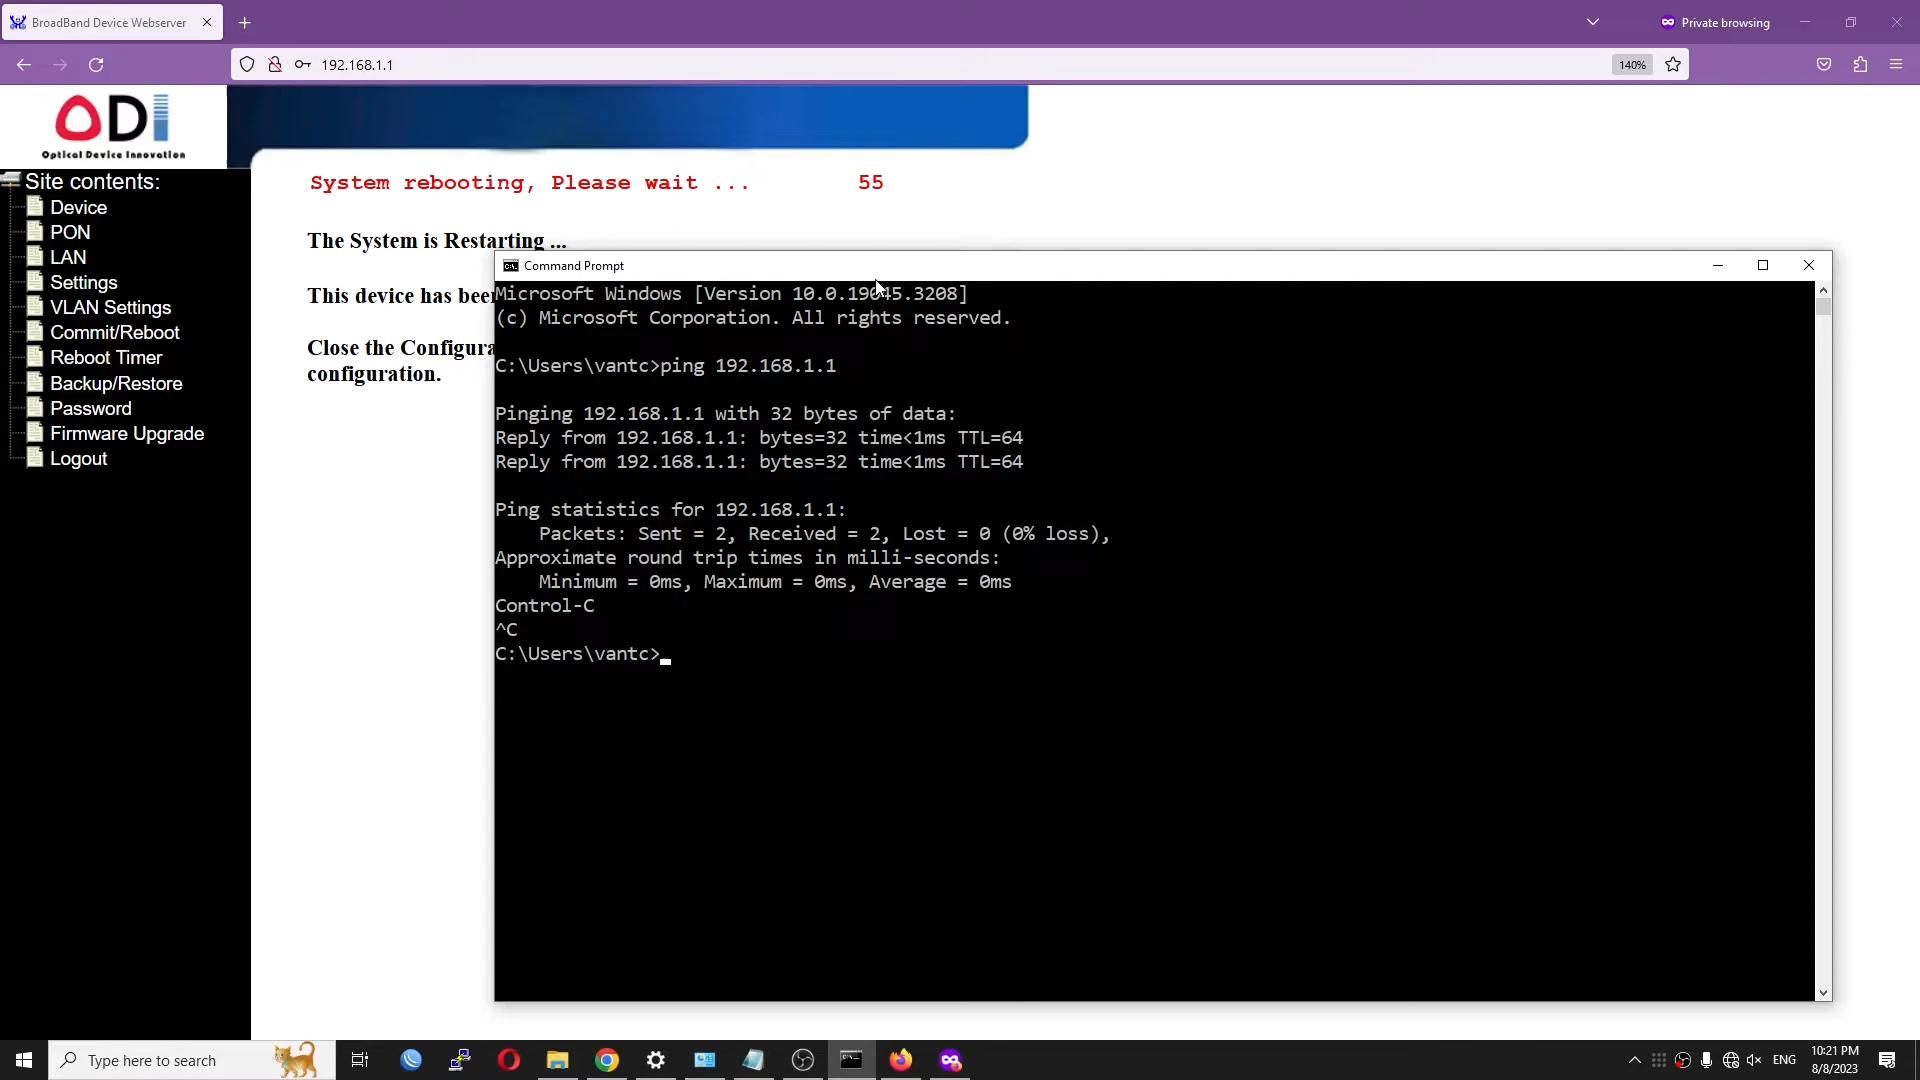 BroadBand Device Webserver
Private browsing
192.168.1.1
140%
ODI
Optical Device Innovation
Site contents:
Device
PON
LAN
Settings
VLAN Settings
Commit/Reboot
Reboot Timer
Backup/Restore
Password
Firmware Upgrade
Logout
System rebooting, Please wait ... 55
The System is Restarting ...
This device has been
Close the Configura
configuration.
Command Prompt
Microsoft Windows [Version 10.0.19045.3208]
(c) Microsoft Corporation. All rights reserved.
C:\Users\vantc>ping 192.168.1.1
Pinging 192.168.1.1 with 32 bytes of data:
Reply from 192.168.1.1: bytes=32 time<1ms TTL=64
Reply from 192.168.1.1: bytes=32 time<1ms TTL=64
Ping statistics for 192.168.1.1:
Packets: Sent = 2, Received = 2, Lost = 0 (0% loss),
Approximate round trip times in milli-seconds:
Minimum = 0ms, Maximum = 0ms, Average = 0ms
Control-C
^C
C:\Users\vantc>
Type here to search
ENG
10:21 PM
8/8/2023